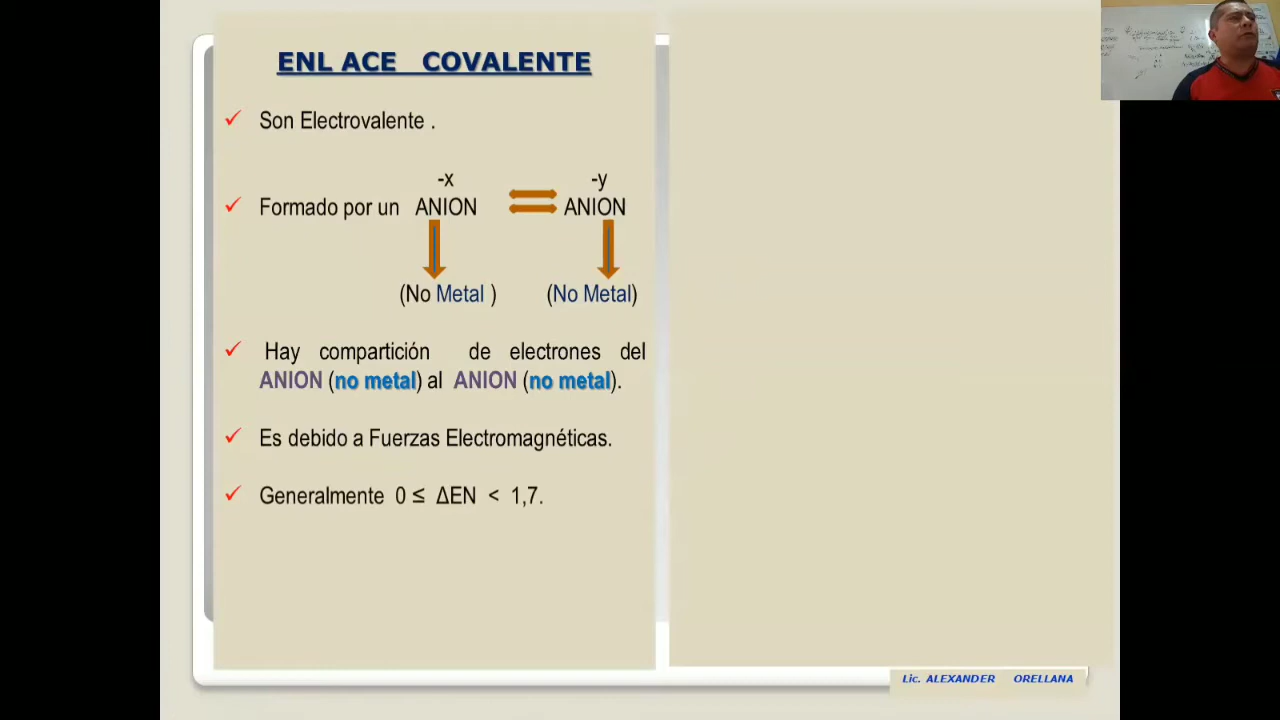 ENL ACE COVALENTE
Son Electrovalente .
-x -y
Formado por un ANION ANION
(No Metal ) (No Metal)
Hay compartición de electrones del
ANION (no metal) al ANION (no metal).
Es debido a Fuerzas Electromagnéticas.
Generalmente 0 ≤ ΔEN < 1,7.
Lic. ALEXANDER ORELLANA